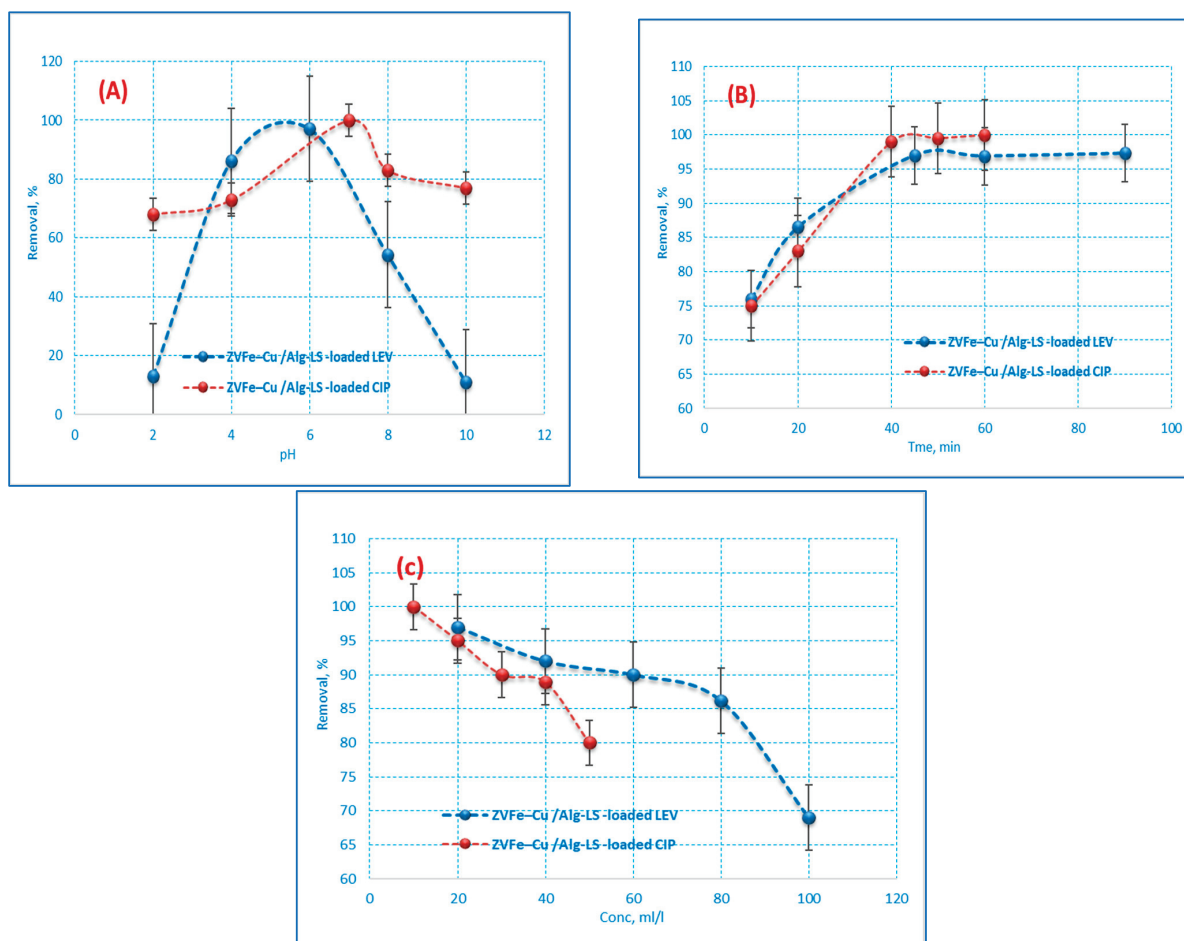 (A)
Removal, %
120
100
80
60
40
20
0
ZVFe–Cu /Alg-LS -loaded LEV
ZVFe–Cu /Alg-LS -loaded CIP
0 2 4 6 8 10 12
pH
(B)
Removal, %
110
105
100
95
90
85
80
75
70
65
60
ZVFe–Cu /Alg-LS -loaded LEV
ZVFe–Cu /Alg-LS -loaded CIP
0 20 40 60 80 100
Tme, min
(c)
Removal, %
110
105
100
95
90
85
80
75
70
65
60
ZVFe–Cu /Alg-LS -loaded LEV
ZVFe–Cu /Alg-LS -loaded CIP
0 20 40 60 80 100 120
Conc, ml/l